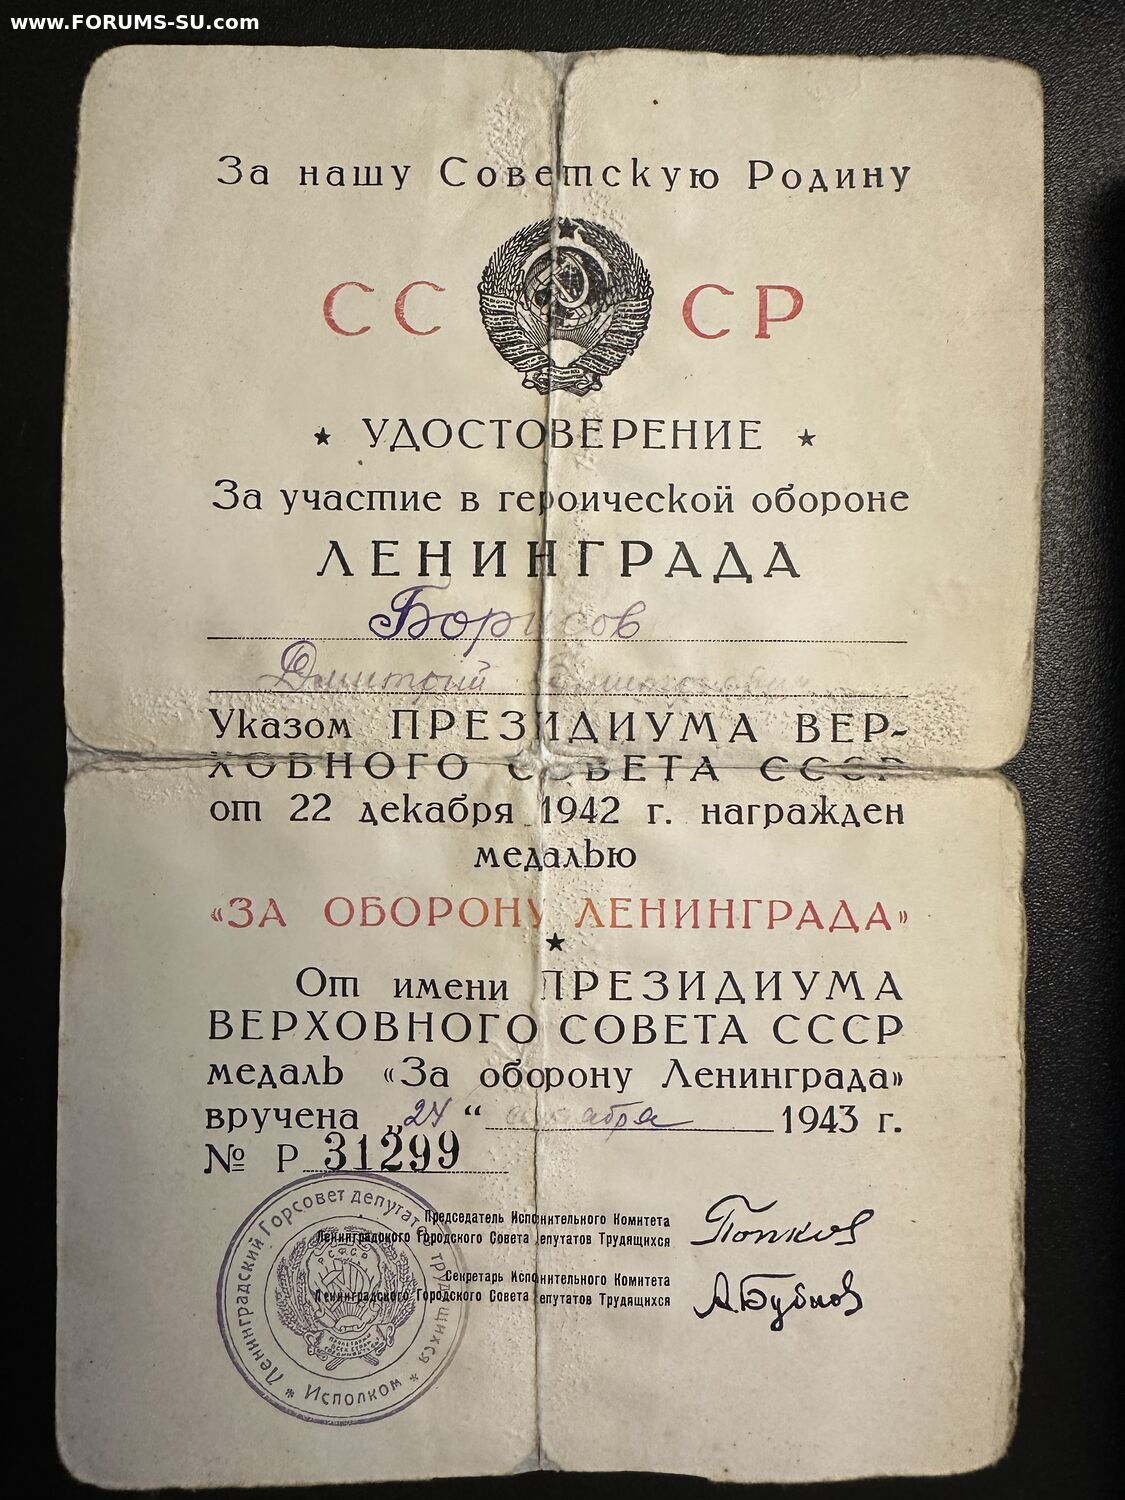 www.FORUMS-SU.com
За нашу Советскую Родину
СС СР
★ УДОСТОВЕРЕНИЕ ★
За участие в героической обороне
ЛЕНИНГРАДА
Борисов
Дмитрий
Указом ПРЕЗИДИУМА ВЕР-
ХОВНОГО СОВЕТА СССР
от 22 декабря 1942 г. награжден
медалью
«ЗА ОБОРОНУ ЛЕНИНГРАДА»
★
От имени ПРЕЗИДИУМА
ВЕРХОВНОГО СОВЕТА СССР
медаль «За оборону Ленинграда»
вручена „24“ 1943 г.
№ Р 31299
Председатель Исполнительного Комитета
Ленинградского Городского Совета депутатов Трудящихся
Попков
Секретарь Исполнительного Комитета
Ленинградского Городского Совета депутатов Трудящихся
А.Бубнов
Ленинградский Горсовет депутатов трудящихся
* Исполком *
Р.С.Ф.С.Р.